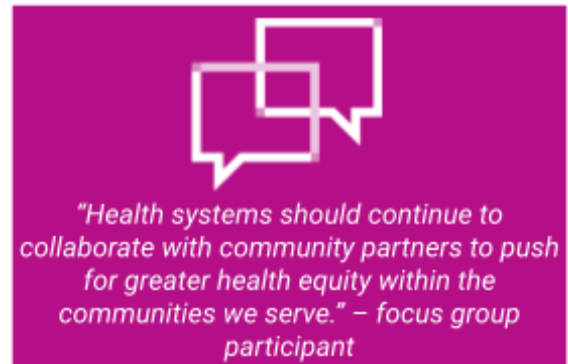 “Health systems should continue to
collaborate with community partners to push
for greater health equity within the
communities we serve.” – focus group
participant